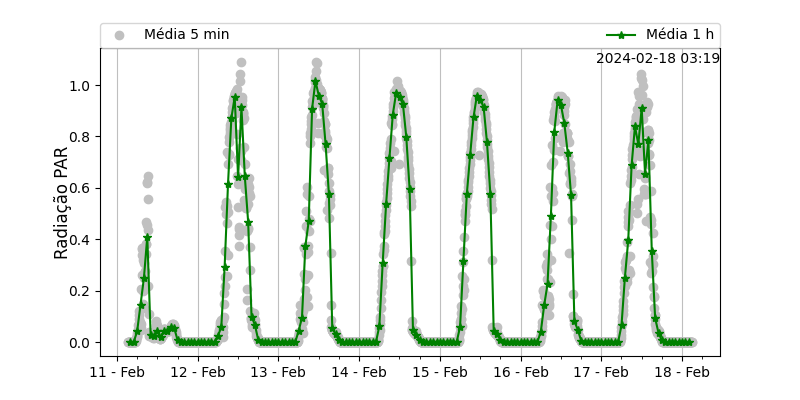 Média 5 min Média 1 h
2024-02-18 03:19
Radiação PAR
1.0
0.8
0.6
0.4
0.2
0.0
11 - Feb 12 - Feb 13 - Feb 14 - Feb 15 - Feb 16 - Feb 17 - Feb 18 - Feb